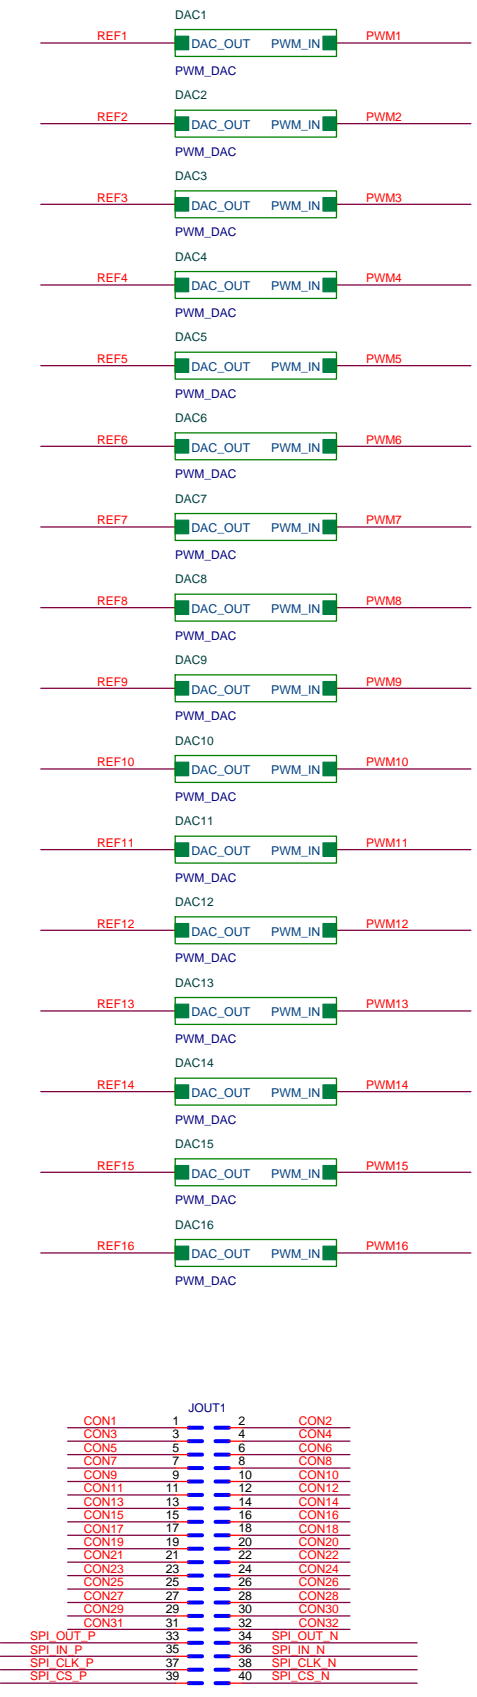 DAC1
REF1 DAC_OUT PWM_IN PWM1
PWM_DAC
DAC2
REF2 DAC_OUT PWM_IN PWM2
PWM_DAC
DAC3
REF3 DAC_OUT PWM_IN PWM3
PWM_DAC
DAC4
REF4 DAC_OUT PWM_IN PWM4
PWM_DAC
DAC5
REF5 DAC_OUT PWM_IN PWM5
PWM_DAC
DAC6
REF6 DAC_OUT PWM_IN PWM6
PWM_DAC
DAC7
REF7 DAC_OUT PWM_IN PWM7
PWM_DAC
DAC8
REF8 DAC_OUT PWM_IN PWM8
PWM_DAC
DAC9
REF9 DAC_OUT PWM_IN PWM9
PWM_DAC
DAC10
REF10 DAC_OUT PWM_IN PWM10
PWM_DAC
DAC11
REF11 DAC_OUT PWM_IN PWM11
PWM_DAC
DAC12
REF12 DAC_OUT PWM_IN PWM12
PWM_DAC
DAC13
REF13 DAC_OUT PWM_IN PWM13
PWM_DAC
DAC14
REF14 DAC_OUT PWM_IN PWM14
PWM_DAC
DAC15
REF15 DAC_OUT PWM_IN PWM15
PWM_DAC
DAC16
REF16 DAC_OUT PWM_IN PWM16
PWM_DAC
JOUT1
CON1 1 2 CON2
CON3 3 4 CON4
CON5 5 6 CON6
CON7 7 8 CON8
CON9 9 10 CON10
CON11 11 12 CON12
CON13 13 14 CON14
CON15 15 16 CON16
CON17 17 18 CON18
CON19 19 20 CON20
CON21 21 22 CON22
CON23 23 24 CON24
CON25 25 26 CON26
CON27 27 28 CON28
CON29 29 30 CON30
CON31 31 32 CON32
SPI_OUT_P 33 34 SPI_OUT_N
SPI_IN_P 35 36 SPI_IN_N
SPI_CLK_P 37 38 SPI_CLK_N
SPI_CS_P 39 40 SPI_CS_N